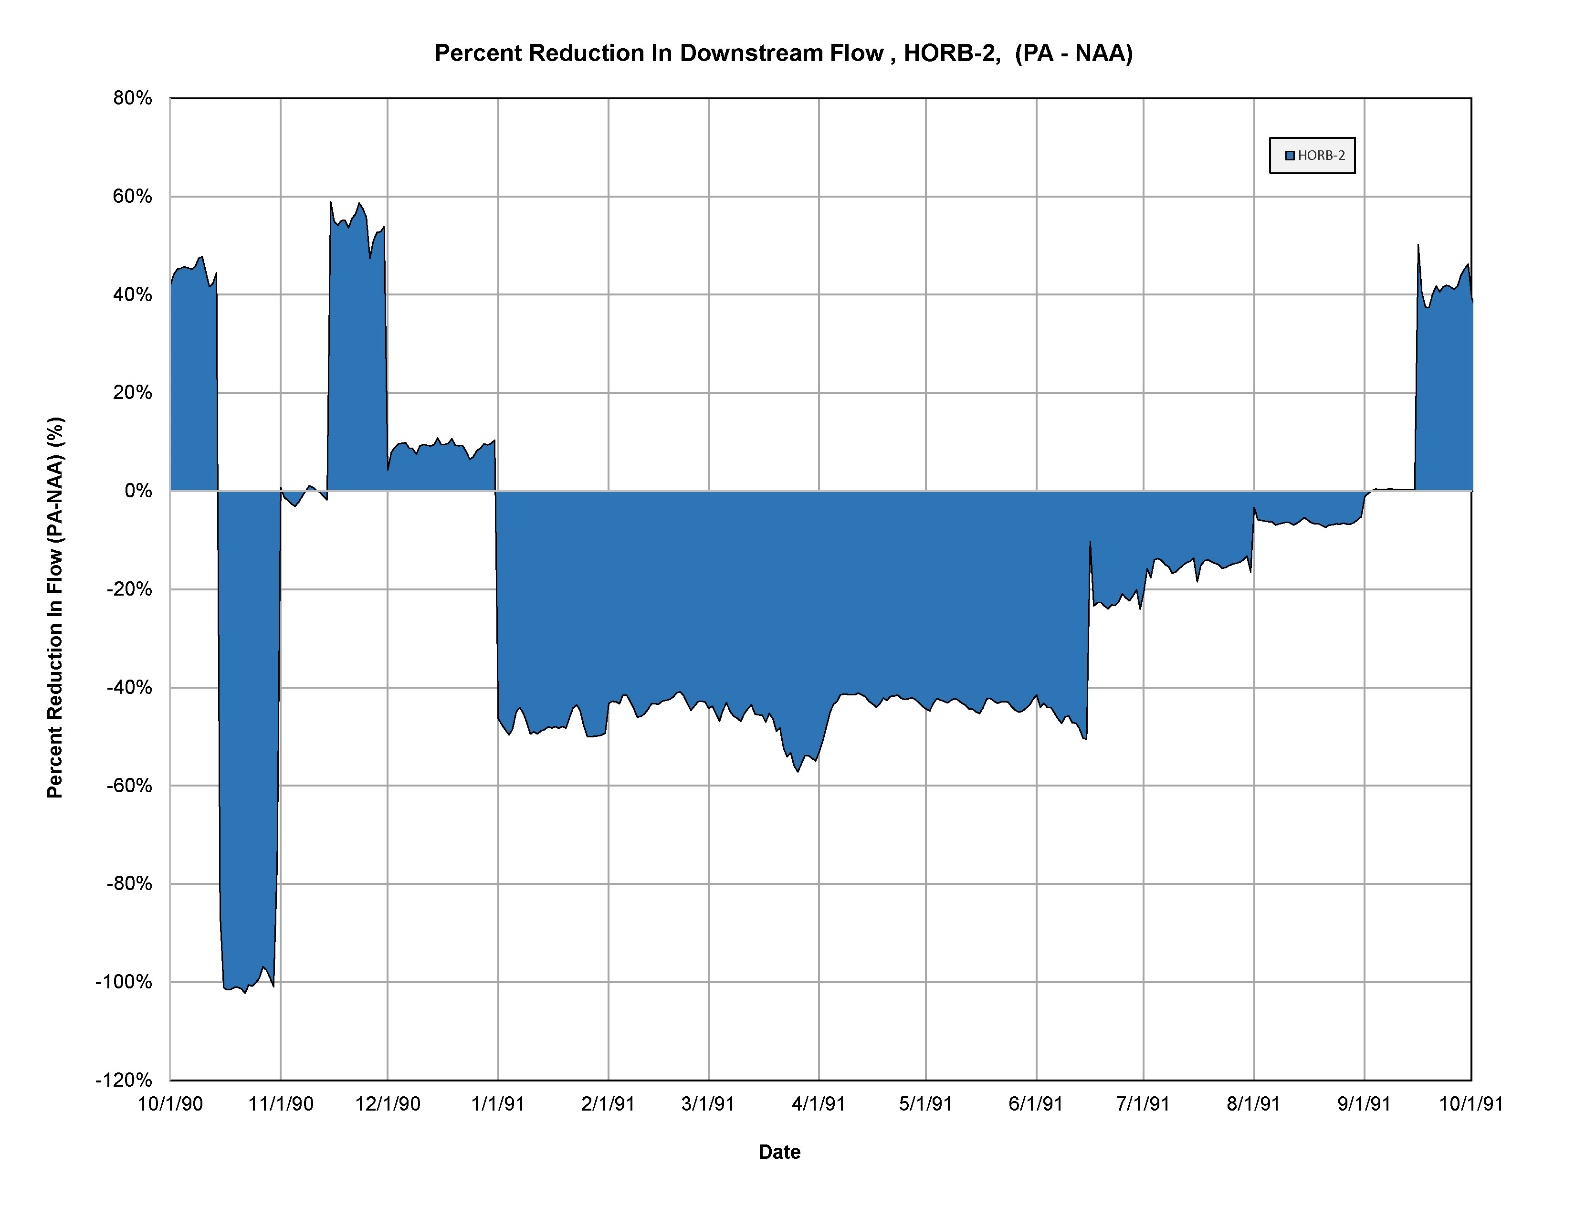 Percent Reduction In Downstream Flow , HORB-2,  (PA - NAA)
80%
60%
40%
20%
0%
-20%
-40%
-60%
-80%
-100%
-120%
Percent Reduction In Flow (PA-NAA) (%)
HORB-2
10/1/90 11/1/90 12/1/90 1/1/91 2/1/91 3/1/91 4/1/91 5/1/91 6/1/91 7/1/91 8/1/91 9/1/91 10/1/91
Date